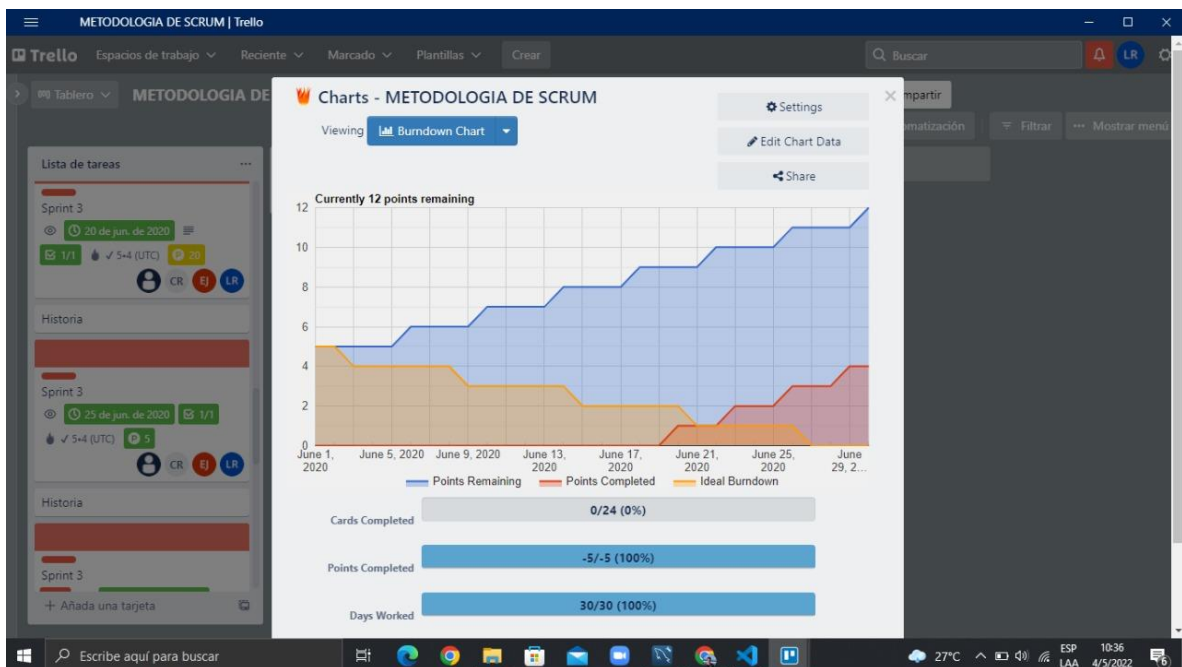 METODOLOGIA DE SCRUM | Trello
Trello Espacios de trabajo Reciente Marcado Plantillas Crear Buscar LR
Tablero METODOLOGIA DE mpartir
omatización Filtrar ... Mostrar menú
Lista de tareas ...
Sprint 3
20 de jun. de 2020
1/1 ✓ 5•4 (UTC) P 20
CR EJ LR
Historia
Sprint 3
25 de jun. de 2020 1/1
✓ 5•4 (UTC) P 5
CR EJ LR
Historia
Sprint 3
+ Añada una tarjeta
Charts - METODOLOGIA DE SCRUM
Viewing Burndown Chart
Settings
Edit Chart Data
Share
Currently 12 points remaining
12
10
8
6
4
2
0
June 1, 2020
June 5, 2020
June 9, 2020
June 13, 2020
June 17, 2020
June 21, 2020
June 25, 2020
June 29, 2...
Points Remaining Points Completed Ideal Burndown
Cards Completed 0/24 (0%)
Points Completed -5/-5 (100%)
Days Worked 30/30 (100%)
Escribe aquí para buscar
27°C
ESP
LAA
10:36
4/5/2022
6